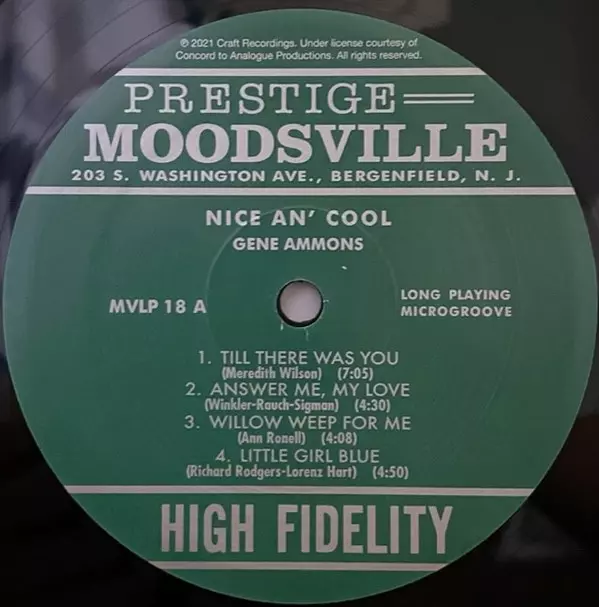 ℗ 2021 Craft Recordings. Under license courtesy of
Concord to Analogue Productions. All rights reserved.
PRESTIGE
MOODSVILLE
203 S. WASHINGTON AVE., BERGENFIELD, N. J.
NICE AN' COOL
GENE AMMONS
MVLP 18 A
LONG PLAYING
MICROGROOVE
1. TILL THERE WAS YOU
(Meredith Wilson) (7:05)
2. ANSWER ME, MY LOVE
(Winkler-Rauch-Sigman) (4:30)
3. WILLOW WEEP FOR ME
(Ann Ronell) (4:08)
4. LITTLE GIRL BLUE
(Richard Rodgers-Lorenz Hart) (4:50)
HIGH FIDELITY